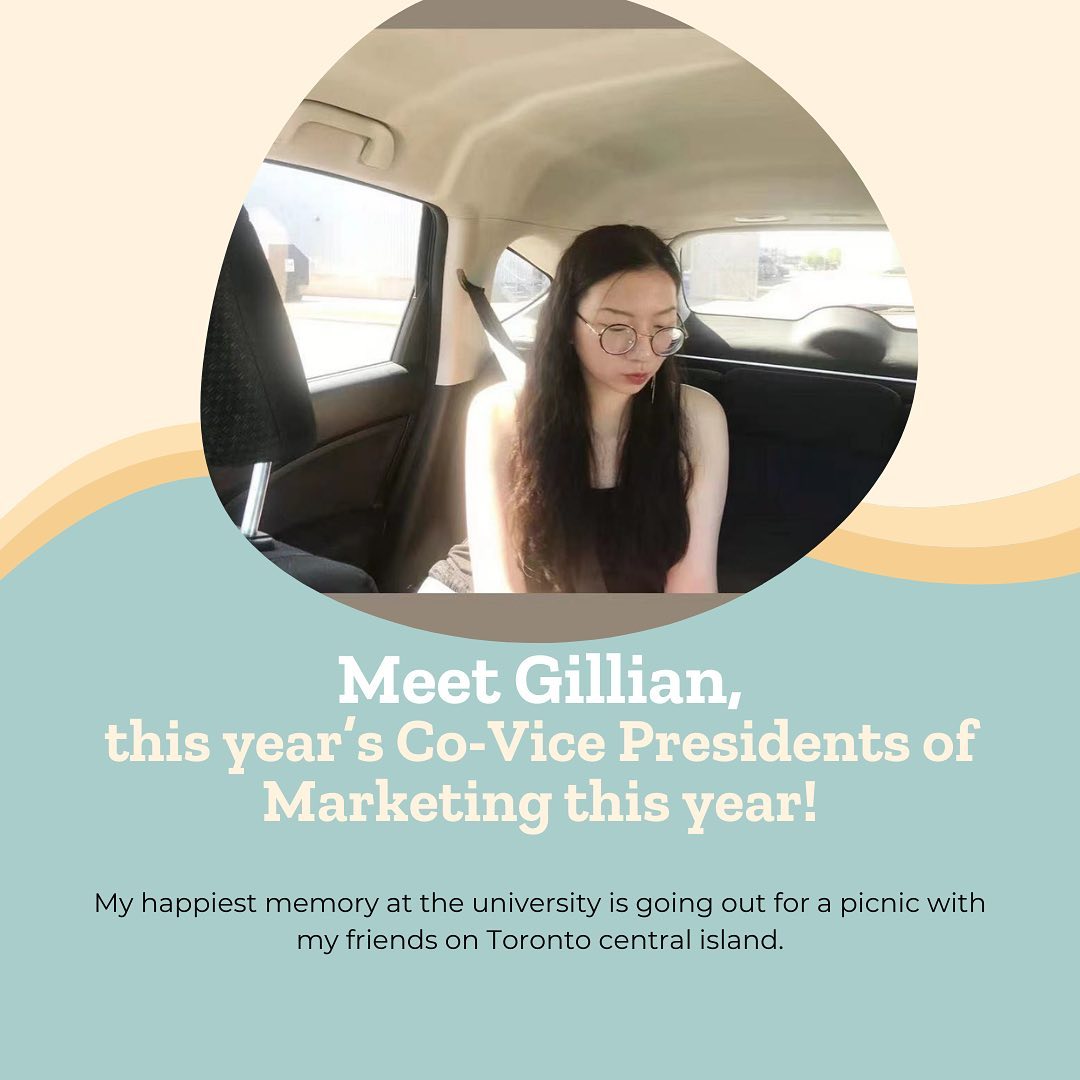 Meet Gillian,
this year’s Co-Vice Presidents of
Marketing this year!
My happiest memory at the university is going out for a picnic with
my friends on Toronto central island.